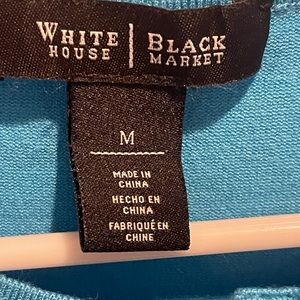 WHITE HOUSE | BLACK MARKET
M
MADE IN
CHINA
HECHO EN
CHINA
FABRIQUÉ EN
CHINE